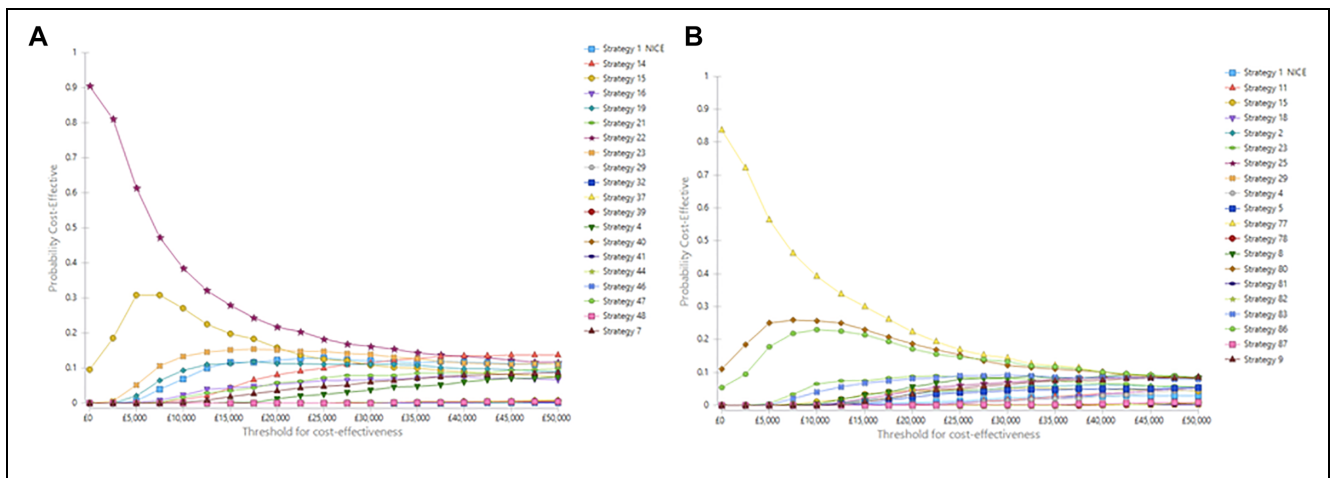 A
Probability Cost-Effective
1
0.9
0.8
0.7
0.6
0.5
0.4
0.3
0.2
0.1
0
£0
£5,000
£10,000
£15,000
£20,000
£25,000
£30,000
£35,000
£40,000
£45,000
£50,000
Threshold for cost-effectiveness
Strategy 1 NICE
Strategy 14
Strategy 15
Strategy 16
Strategy 19
Strategy 21
Strategy 22
Strategy 23
Strategy 29
Strategy 32
Strategy 37
Strategy 39
Strategy 4
Strategy 40
Strategy 41
Strategy 44
Strategy 46
Strategy 47
Strategy 48
Strategy 7
B
Probability Cost-Effective
1
0.9
0.8
0.7
0.6
0.5
0.4
0.3
0.2
0.1
0
£0
£5,000
£10,000
£15,000
£20,000
£25,000
£30,000
£35,000
£40,000
£45,000
£50,000
Threshold for cost-effectiveness
Strategy 1 NICE
Strategy 11
Strategy 15
Strategy 18
Strategy 2
Strategy 23
Strategy 25
Strategy 29
Strategy 4
Strategy 5
Strategy 77
Strategy 78
Strategy 8
Strategy 80
Strategy 81
Strategy 82
Strategy 83
Strategy 86
Strategy 87
Strategy 9